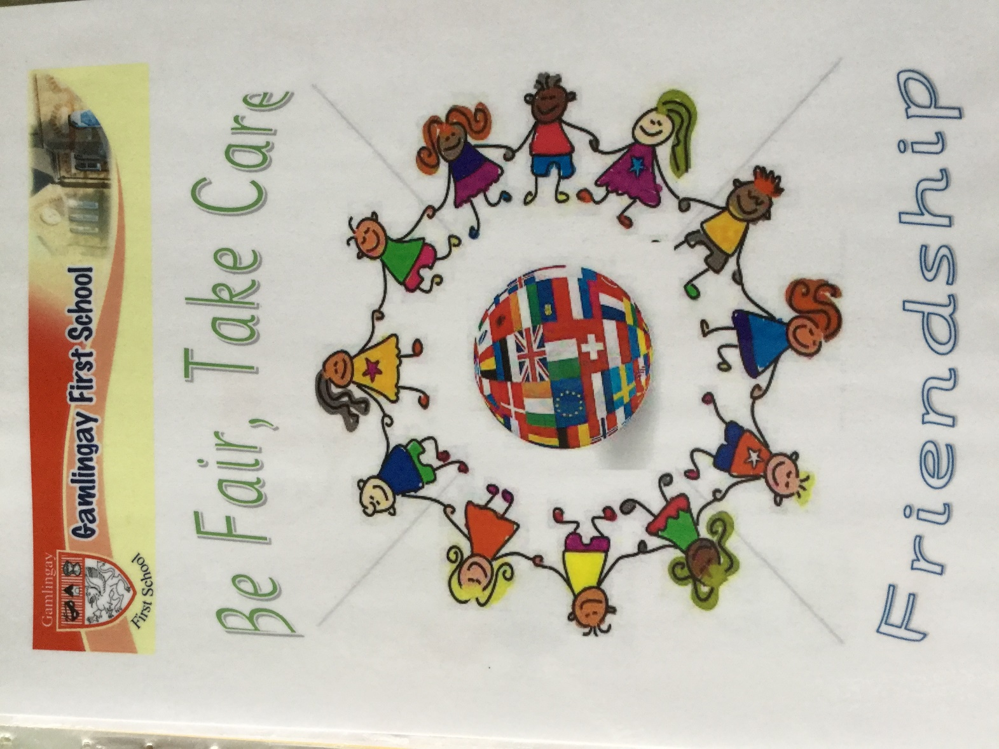 Gamlingay First School
Gamlingay
First School
Be Fair, Take Care
Friendship